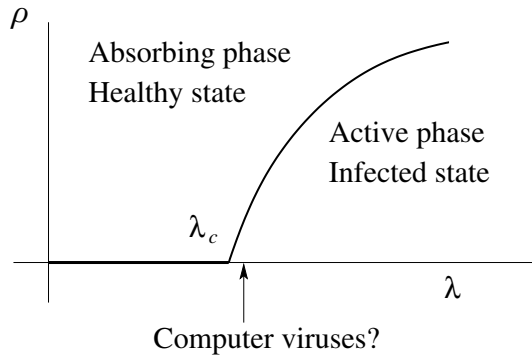 ρ
Absorbing phase
Healthy state
Active phase
Infected state
λc
λ
Computer viruses?